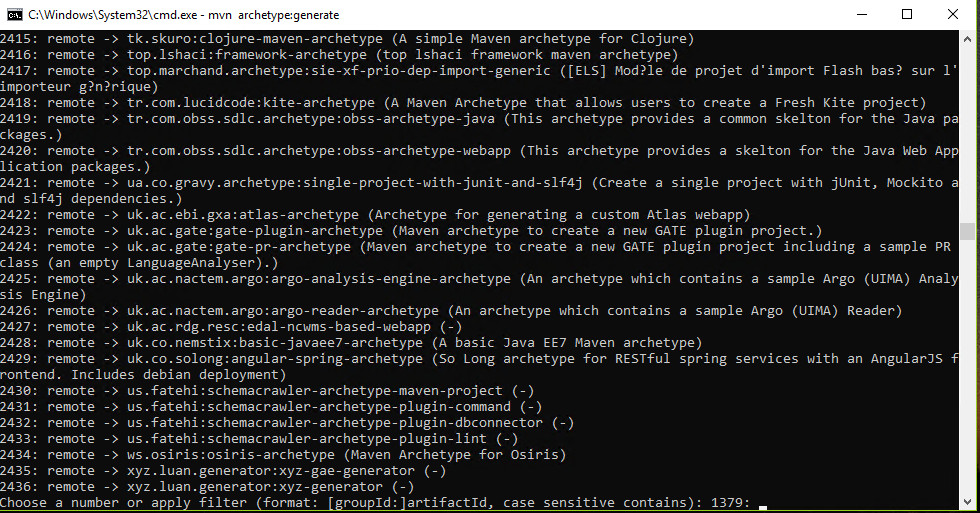 C:\Windows\System32\cmd.exe - mvn  archetype:generate
2415: remote -> tk.skuro:clojure-maven-archetype (A simple Maven archetype for Clojure)
2416: remote -> top.lshaci:framework-archetype (top lshaci framework maven archetype)
2417: remote -> top.marchand.archetype:sie-xf-prio-dep-import-generic ([ELS] Mod?le de projet d'import Flash bas? sur l'
importeur g?n?rique)
2418: remote -> tr.com.lucidcode:kite-archetype (A Maven Archetype that allows users to create a Fresh Kite project)
2419: remote -> tr.com.obss.sdlc.archetype:obss-archetype-java (This archetype provides a common skelton for the Java pa
ckages.)
2420: remote -> tr.com.obss.sdlc.archetype:obss-archetype-webapp (This archetype provides a skelton for the Java Web App
lication packages.)
2421: remote -> ua.co.gravy.archetype:single-project-with-junit-and-slf4j (Create a single project with jUnit, Mockito a
nd slf4j dependencies.)
2422: remote -> uk.ac.ebi.gxa:atlas-archetype (Archetype for generating a custom Atlas webapp)
2423: remote -> uk.ac.gate:gate-plugin-archetype (Maven archetype to create a new GATE plugin project.)
2424: remote -> uk.ac.gate:gate-pr-archetype (Maven archetype to create a new GATE plugin project including a sample PR
class (an empty LanguageAnalyser).)
2425: remote -> uk.ac.nactem.argo:argo-analysis-engine-archetype (An archetype which contains a sample Argo (UIMA) Analy
sis Engine)
2426: remote -> uk.ac.nactem.argo:argo-reader-archetype (An archetype which contains a sample Argo (UIMA) Reader)
2427: remote -> uk.ac.rdg.resc:edal-ncwms-based-webapp (-)
2428: remote -> uk.co.nemstix:basic-javaee7-archetype (A basic Java EE7 Maven archetype)
2429: remote -> uk.co.solong:angular-spring-archetype (So Long archetype for RESTful spring services with an AngularJS f
rontend. Includes debian deployment)
2430: remote -> us.fatehi:schemacrawler-archetype-maven-project (-)
2431: remote -> us.fatehi:schemacrawler-archetype-plugin-command (-)
2432: remote -> us.fatehi:schemacrawler-archetype-plugin-dbconnector (-)
2433: remote -> us.fatehi:schemacrawler-archetype-plugin-lint (-)
2434: remote -> ws.osiris:osiris-archetype (Maven Archetype for Osiris)
2435: remote -> xyz.luan.generator:xyz-gae-generator (-)
2436: remote -> xyz.luan.generator:xyz-generator (-)
Choose a number or apply filter (format: [groupId:]artifactId, case sensitive contains): 1379: